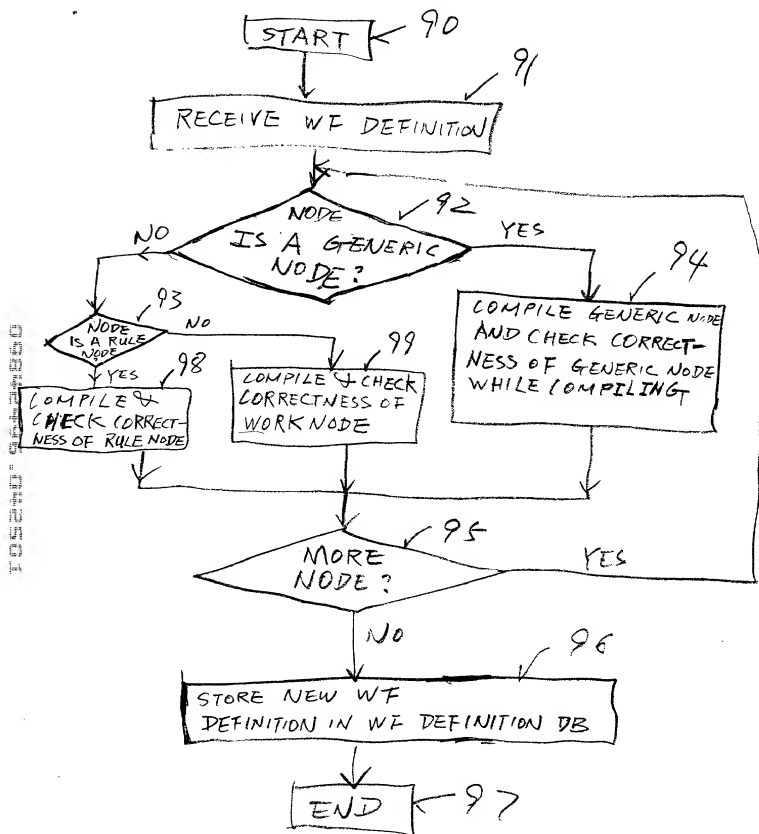 START
90
91
RECEIVE WF DEFINITION
92
NODE
IS A GENERIC
NODE?
NO
YES
94
COMPILE GENERIC NODE
AND CHECK CORRECT-
NESS OF GENERIC NODE
WHILE COMPILING
93
NODE
IS A RULE
NODE
NO
YES
98
COMPILE &
CHECK CORRECT-
NESS OF RULE NODE
99
COMPILE & CHECK
CORRECTNESS OF
WORK NODE
95
MORE
NODE?
YES
NO
96
STORE NEW WF
DEFINITION IN WF DEFINITION DB
END
97